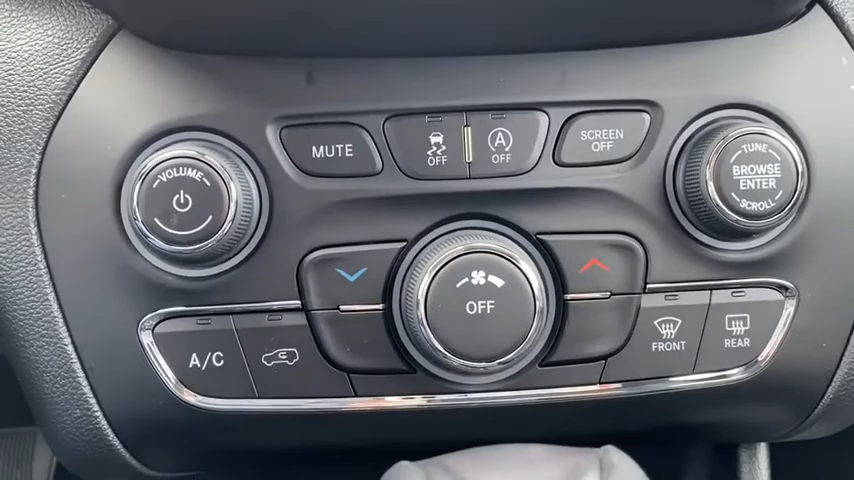 MUTE
OFF
A
OFF
SCREEN
OFF
VOLUME
TUNE
BROWSE
ENTER
SCROLL
OFF
A/C
FRONT
REAR